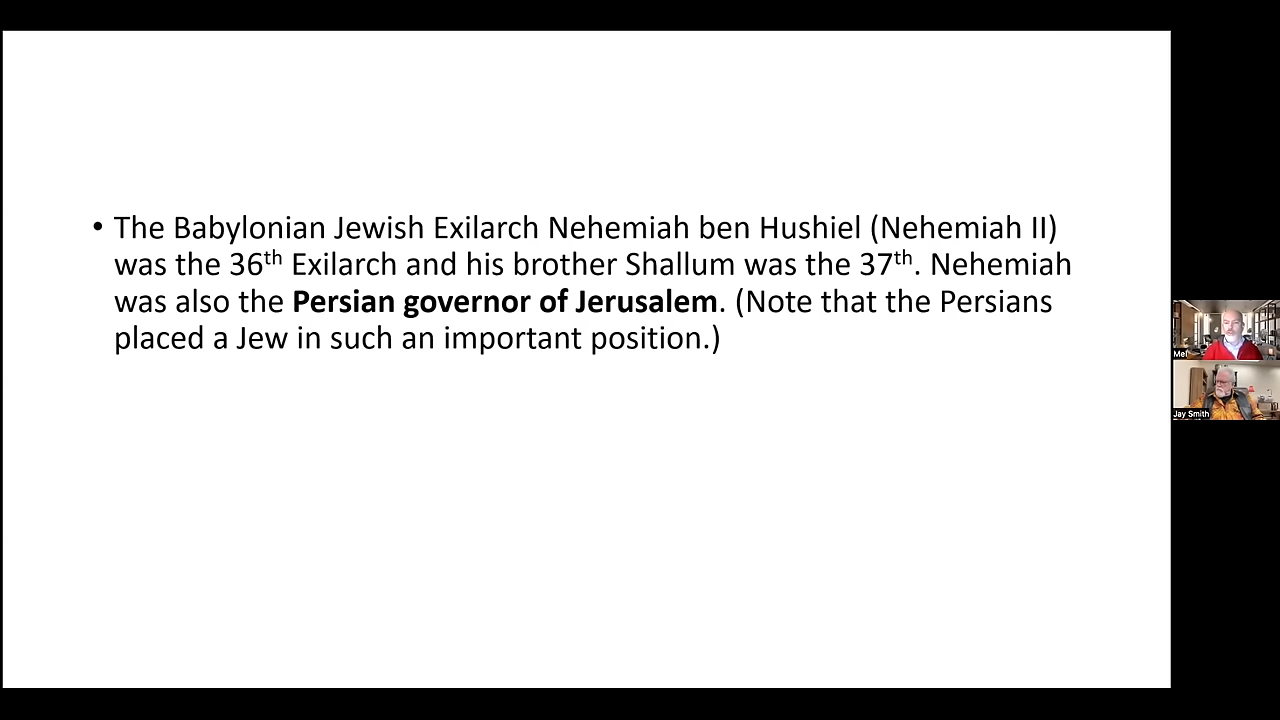 • The Babylonian Jewish Exilarch Nehemiah ben Hushiel (Nehemiah II)
was the 36th Exilarch and his brother Shallum was the 37th. Nehemiah
was also the Persian governor of Jerusalem. (Note that the Persians
placed a Jew in such an important position.)
Mel
Jay Smith